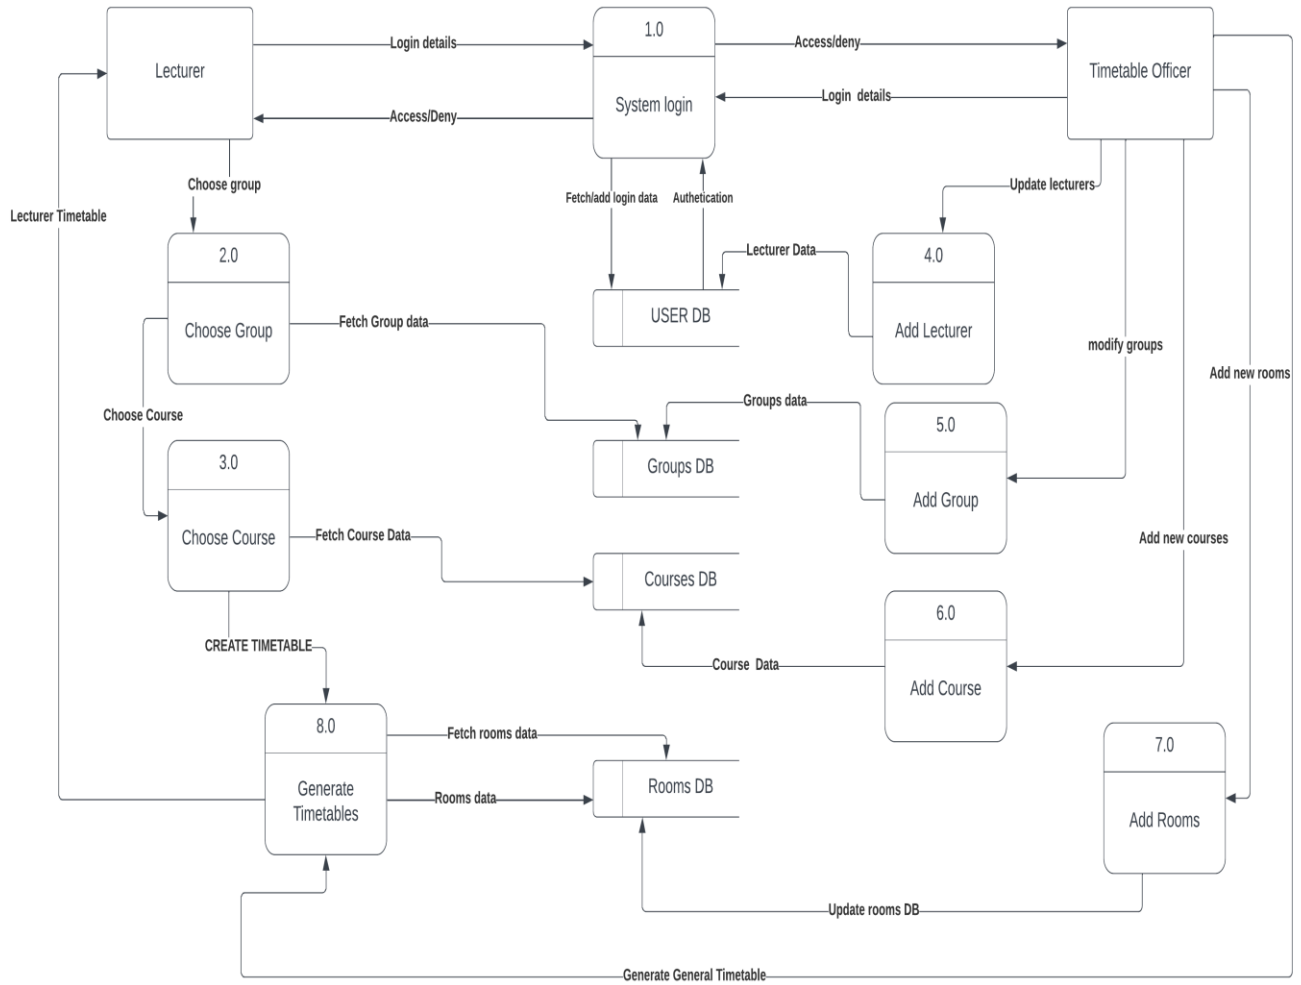 Lecturer
Login details
1.0
System login
Access/deny
Timetable Officer
Login details
Access/Deny
Choose group
Fetch/add login data
Authetication
Update lecturers
Lecturer Timetable
2.0
Choose Group
Lecturer Data
4.0
Add Lecturer
USER DB
Fetch Group data
modify groups
Add new rooms
Choose Course
Groups data
5.0
Add Group
3.0
Choose Course
Groups DB
Fetch Course Data
Add new courses
Courses DB
6.0
Add Course
CREATE TIMETABLE
Course Data
8.0
Generate
Timetables
Fetch rooms data
7.0
Add Rooms
Rooms data
Rooms DB
Update rooms DB
Generate General Timetable